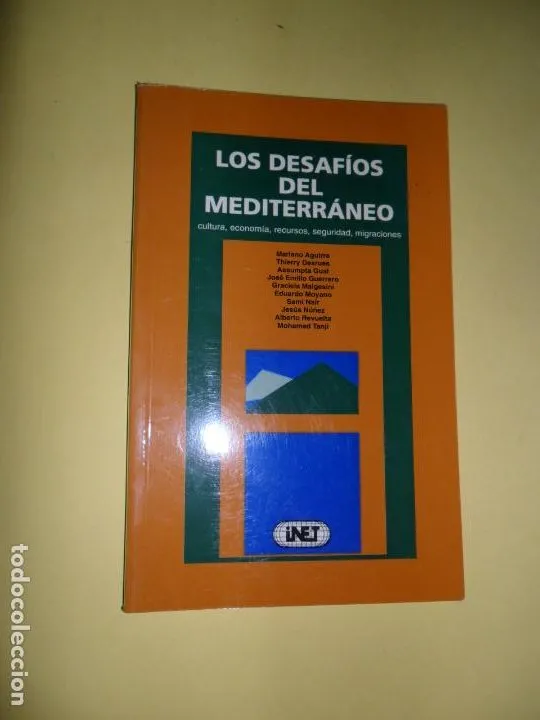 LOS DESAFÍOS
DEL
MEDITERRÁNEO
cultura, economía, recursos, seguridad, migraciones
Mariano Aguirre
Thierry Desrues
Assumpta Gual
José Emilio Guerrero
Graciela Malgesini
Eduardo Moyano
Sami Naïr
Jesús Núñez
Alberto Revuelta
Mohamed Tanji
iNET
todocoleccion